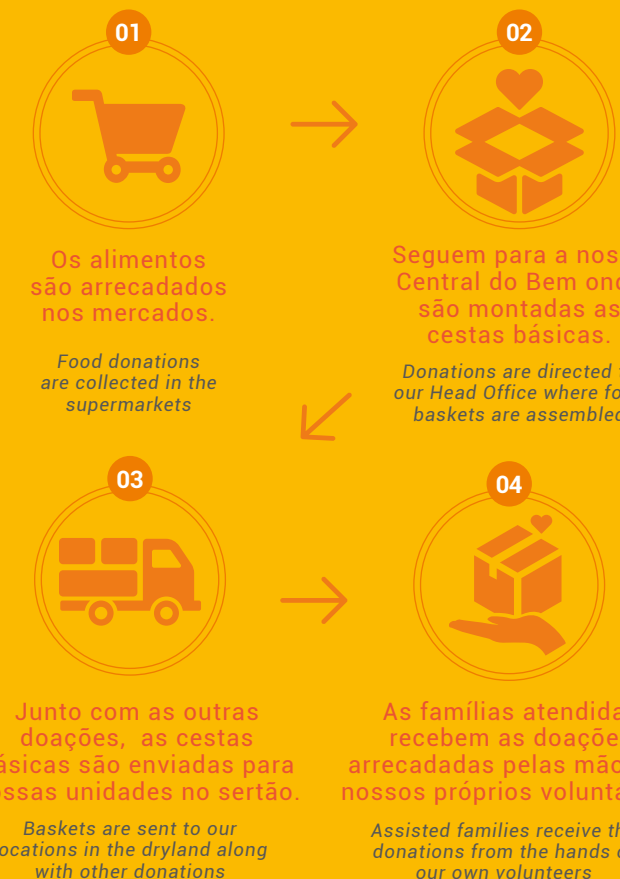 01
Os alimentos
são arrecadados
nos mercados.
Food donations
are collected in the
supermarkets
02
Seguem para a
Central do Bem
são montadas as
cestas básicas.
Donations are directed
our Head Office where
baskets are assembled
03
Junto com as outras
doações, as cestas
são enviadas para
unidades no sertão.
Baskets are sent to our
in the dryland along
with other donations
04
As famílias
recebem as
arrecadadas pelas
nossos próprios
Assisted families receive
donations from the hands
our own volunteers